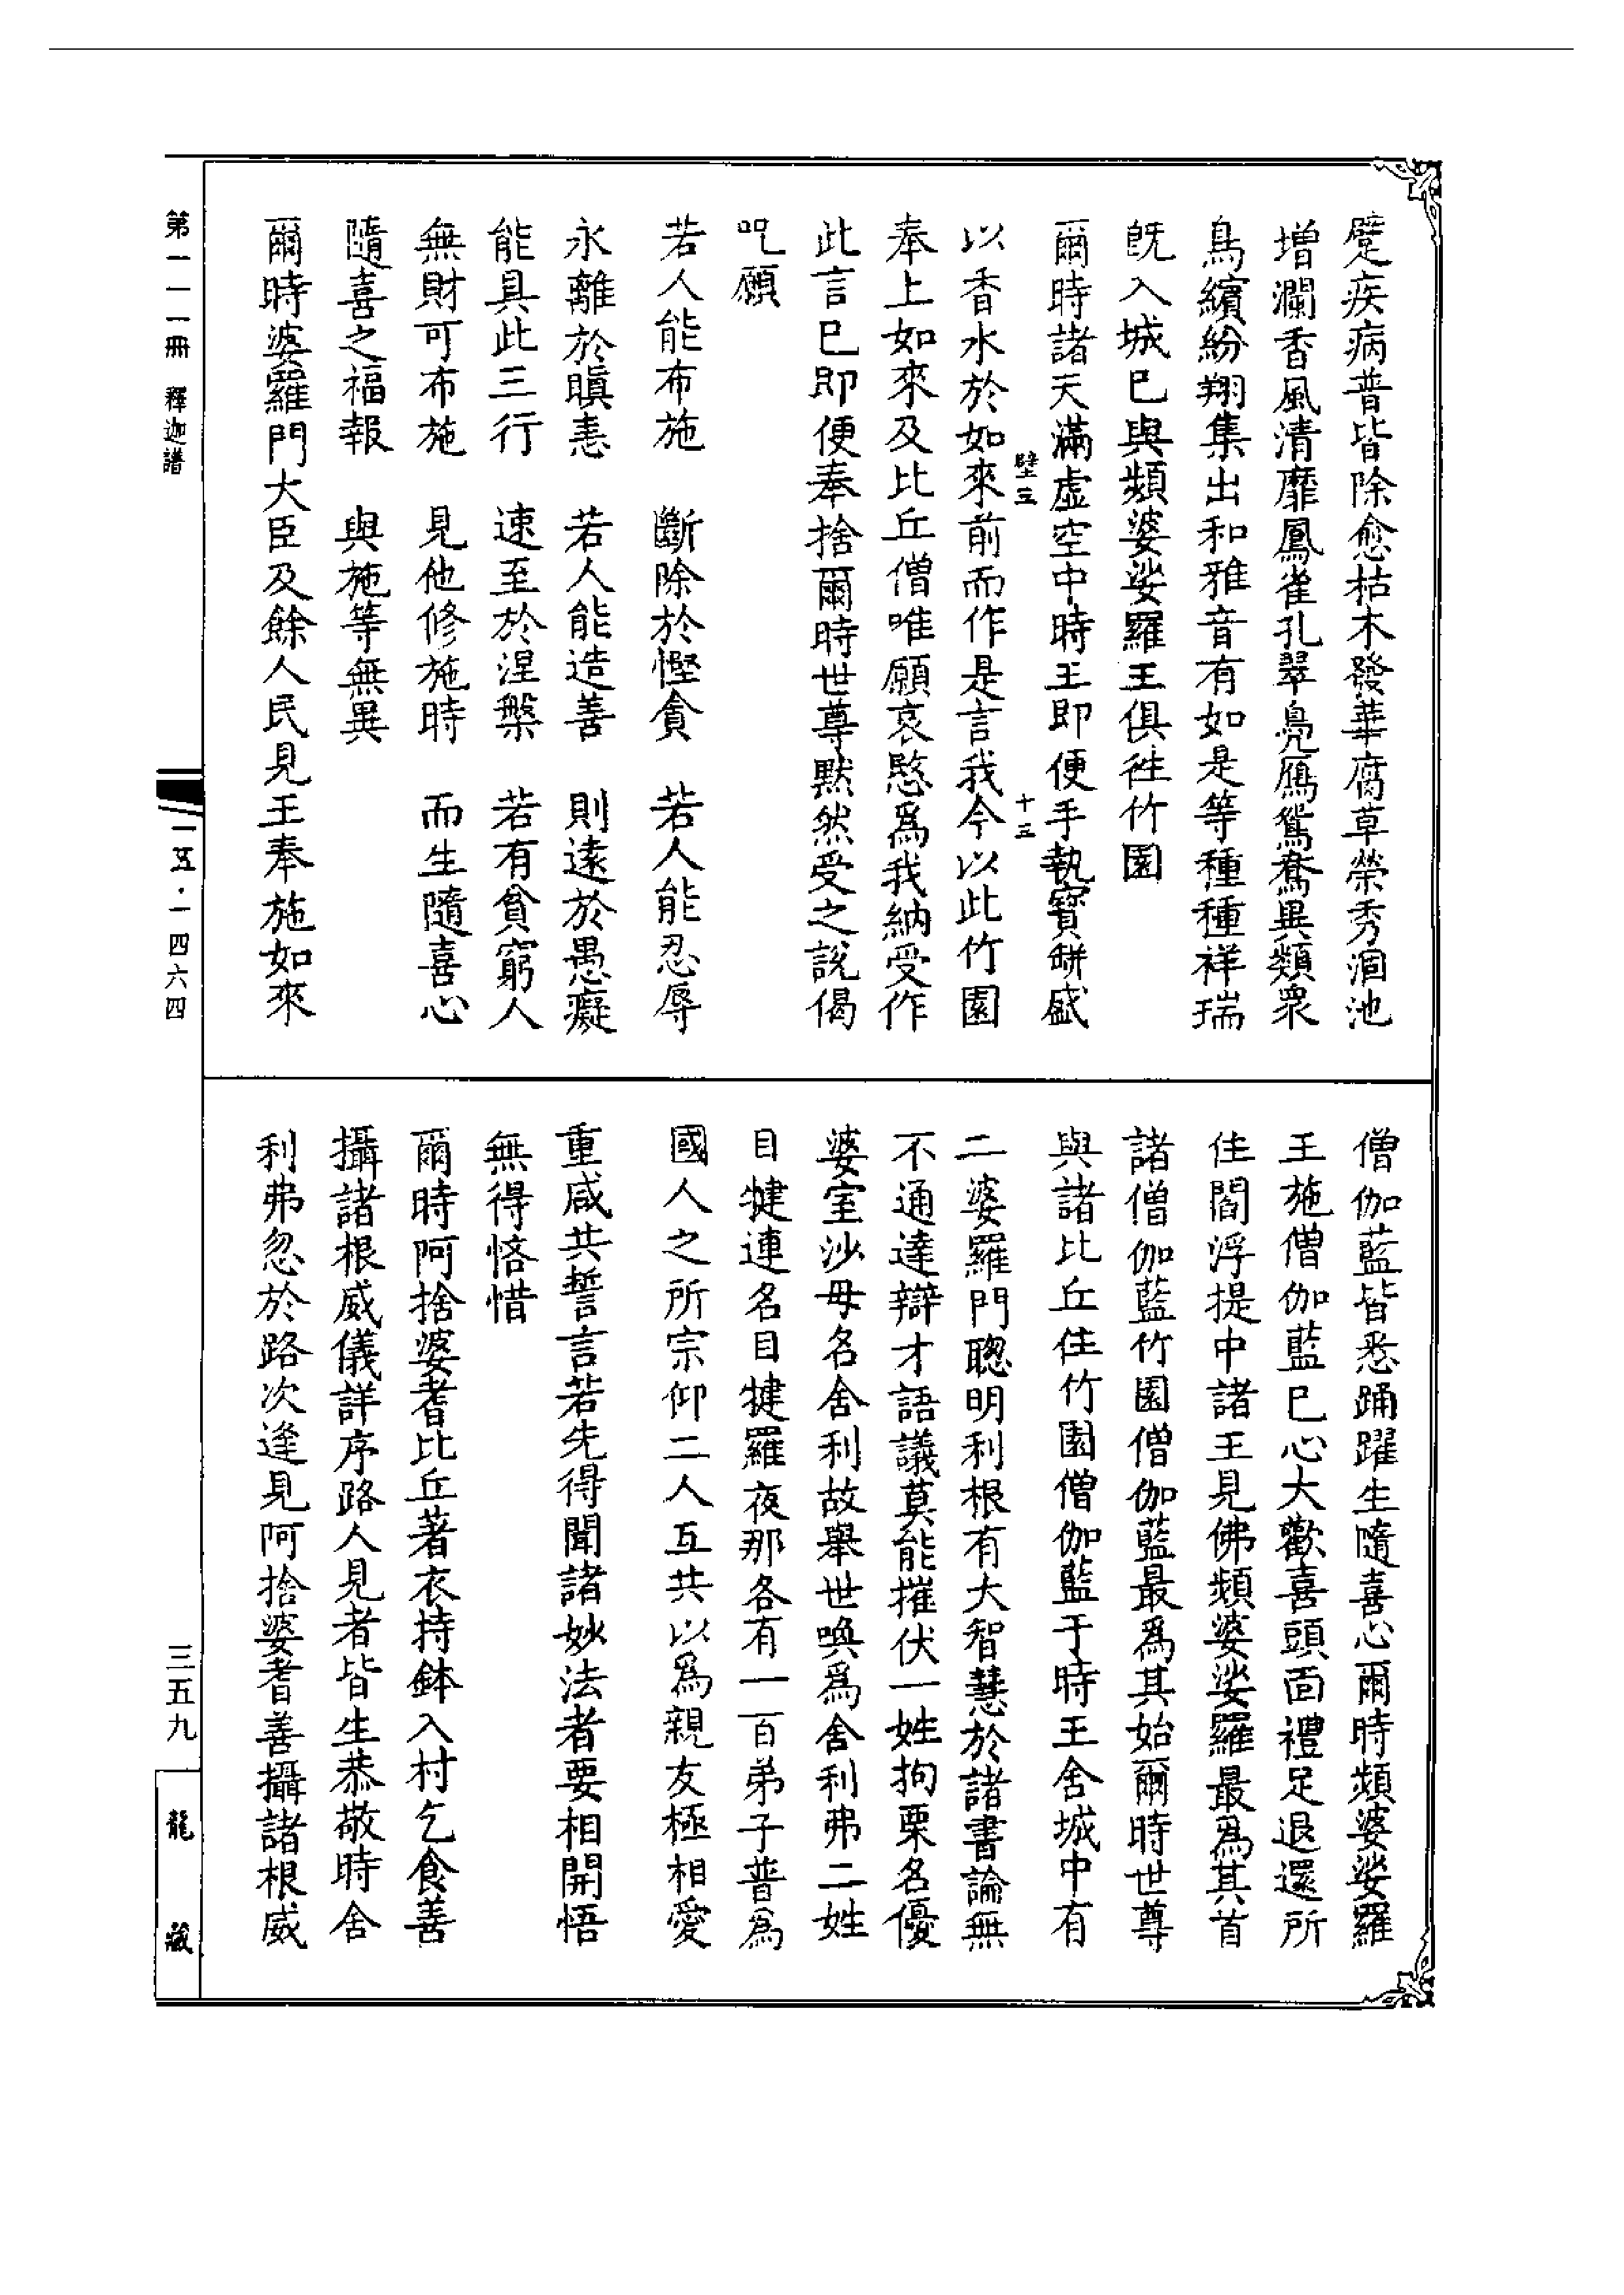 躄疾病普皆除愈枯木發華腐草榮秀涸池
增瀾香風清靡鳳雀孔翠鳧鴈鴛鴦異類衆
鳥繽紛翔集出和雅音有如是等種種祥瑞
旣入城已與頻婆娑羅王俱往竹園
爾時諸天滿虛空中時王即便手執寶缾盛
壁三
十三
以香水於如來前而作是言我今以此竹園
奉上如來及比丘僧唯願哀愍爲我納受作
此言已即便奉捨爾時世尊默然受之說偈
呪願
若人能布施　斷除於慳貪　若人能忍辱
永離於瞋恚　若人能造善　則遠於愚癡
能具此三行　速至於涅槃　若有貧窮人
無財可布施　見他修施時　而生隨喜心
隨喜之福報　與施等無異
爾時婆羅門大臣及餘人民見王奉施如來
僧伽藍皆悉踊躍生隨喜心爾時頻婆娑羅
王施僧伽藍已心大歡喜頭面禮足退還所
住閻浮提中諸王見佛頻婆娑羅最爲其首
諸僧伽藍竹園僧伽藍最爲其始爾時世尊
與諸比丘住竹園僧伽藍于時王舍城中有
二婆羅門聰明利根有大智慧於諸書論無
不通達辯才語議莫能摧伏一姓拘栗名優
婆室沙母名舍利故舉世喚爲舍利弗二姓
目犍連名目犍羅夜那各有一百弟子普爲
國人之所宗仰二人互共以爲親友極相愛
重咸共誓言若先得聞諸妙法者要相開悟
無得悋惜
爾時阿捨婆耆比丘著衣持鉢入村乞食善
攝諸根威儀詳序路人見者皆生恭敬時舍
利弗忽於路次逢見阿捨婆耆善攝諸根威
第一一一冊　釋迦譜
一五·一四六四
三五九
龍藏